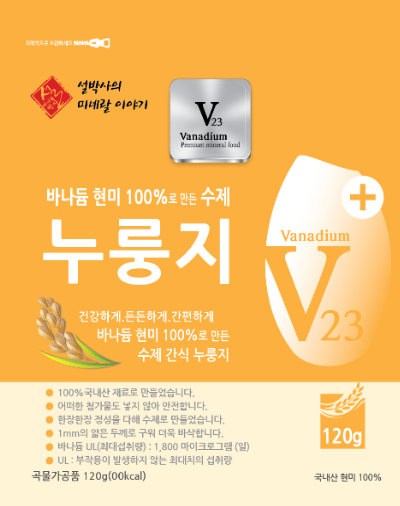 설박사의
미네랄 이야기
V23
Vanadium
Premium mineral food
바나듐 현미 100%로 만든 수제
누룽지
Vanadium
V23
건강하게.든든하게.간편하게
바나듐 현미 100%로 만든
수제 간식 누룽지
100%국내산 재료로 만들었습니다.
어떠한 첨가물도 넣지 않아 안전합니다.
한장한장 정성을 다해 수제로 만들었습니다.
1mm의 얇은 두께로 구워 더욱 바삭합니다.
바나듐 UL(최대섭취량) : 1,800 마이크로그램 (일)
UL : 부작용이 발생하지 않는 최대치의 섭취량
120g
곡물가공품 120g(00kcal)
국내산 현미 100%